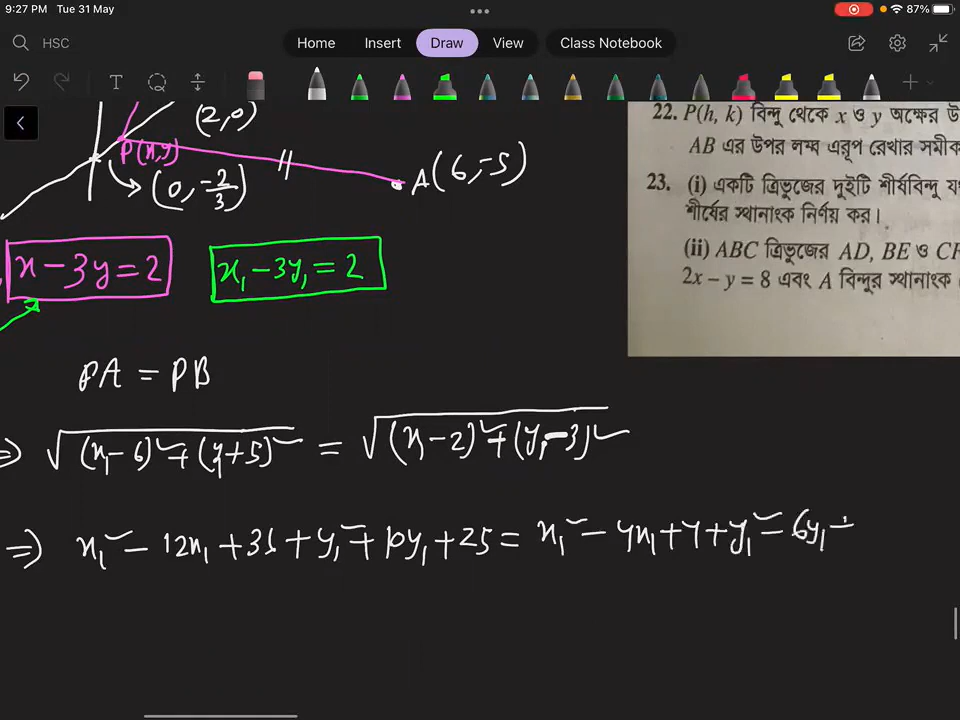 9:27 PM Tue 31 May
87%
HSC
Home Insert Draw View Class Notebook
(2, 0)
P(x, y)
(0, -2/3)
A(6, -5)
x - 3y = 2
x₁ - 3y₁ = 2
22. P(h, k) বিন্দু থেকে x ও y অক্ষের উ
AB এর উপর লম্ব এরূপ রেখার সমীক
23. (i) একটি ত্রিভুজের দুইটি শীর্ষবিন্দু য
শীর্ষের স্থানাংক নির্ণয় কর।
(ii) ABC ত্রিভুজের AD, BE ও CF
2x – y = 8 এবং A বিন্দুর স্থানাংক
PA = PB
⇒ √(x₁ - 6)² + (y₁ + 5)² = √(x₁ - 2)² + (y₁ - 3)²
⇒ x₁² - 12x₁ + 36 + y₁² + 10y₁ + 25 = x₁² - 4x₁ + 4 + y₁² - 6y₁ +